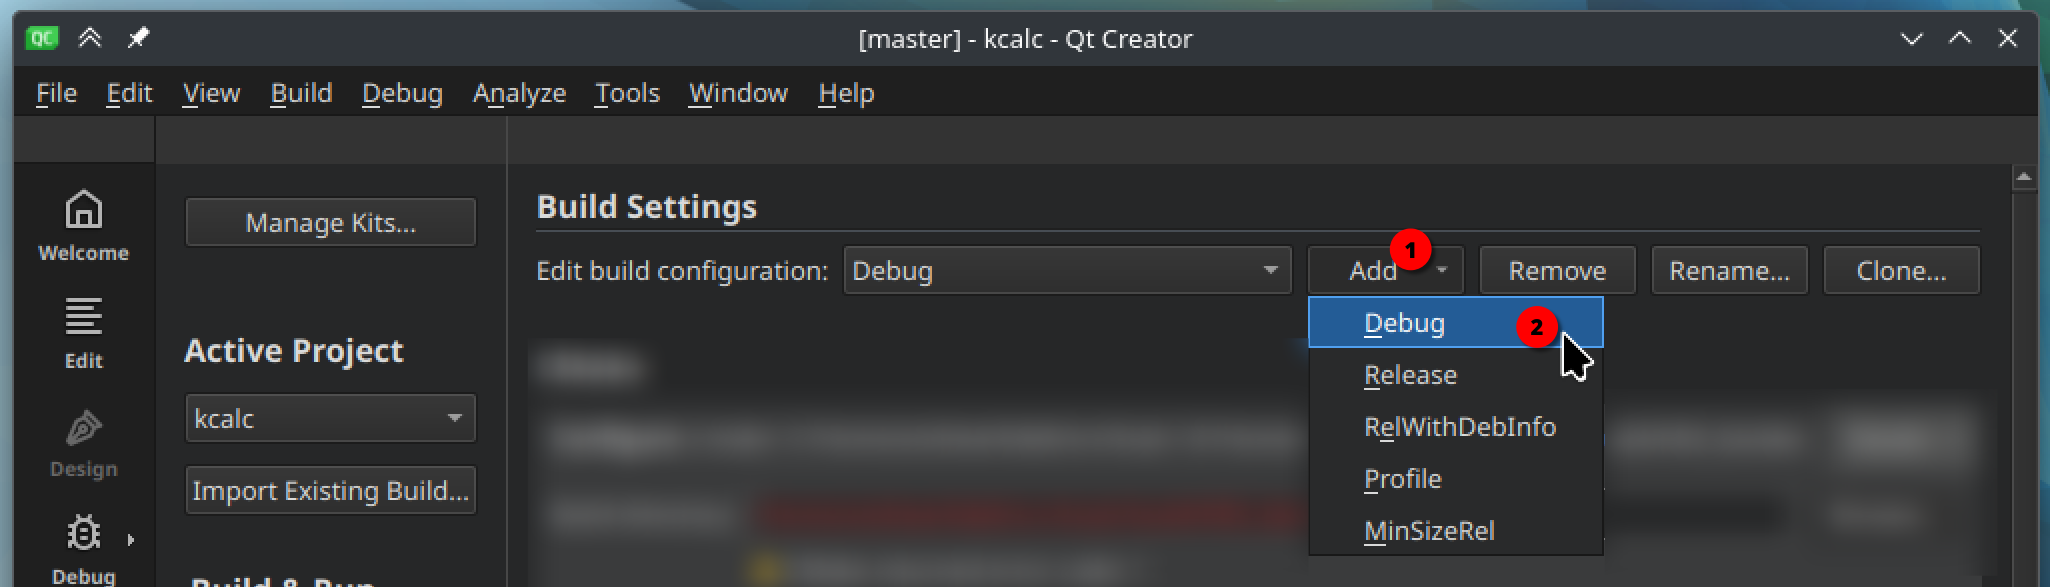 QC
[master] - kcalc - Qt Creator
File Edit View Build Debug Analyze Tools Window Help
Welcome
Edit
Design
Debug
Manage Kits...
Active Project
kcalc
Import Existing Build...
Build & Run
Build Settings
Edit build configuration: Debug Add 1 Remove Rename... Clone...
Debug 2
Release
RelWithDebInfo
Profile
MinSizeRel